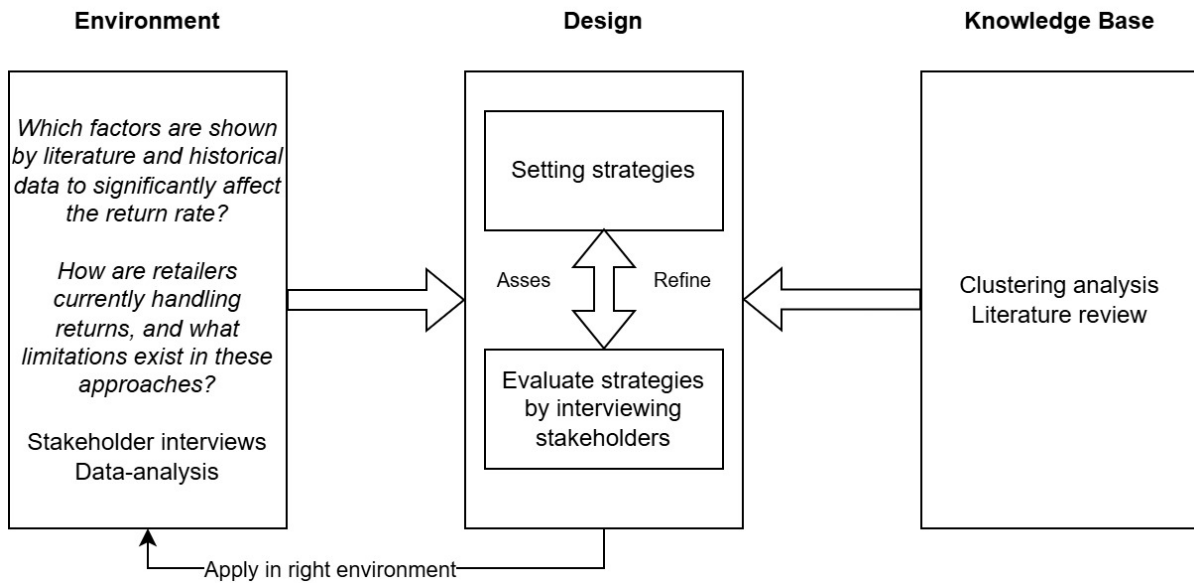 Environment
Design
Knowledge Base
Which factors are shown
by literature and historical
data to significantly affect
the return rate?
How are retailers
currently handling
returns, and what
limitations exist in these
approaches?
Stakeholder interviews
Data-analysis
Setting strategies
Asses
Refine
Evaluate strategies
by interviewing
stakeholders
Clustering analysis
Literature review
Apply in right environment